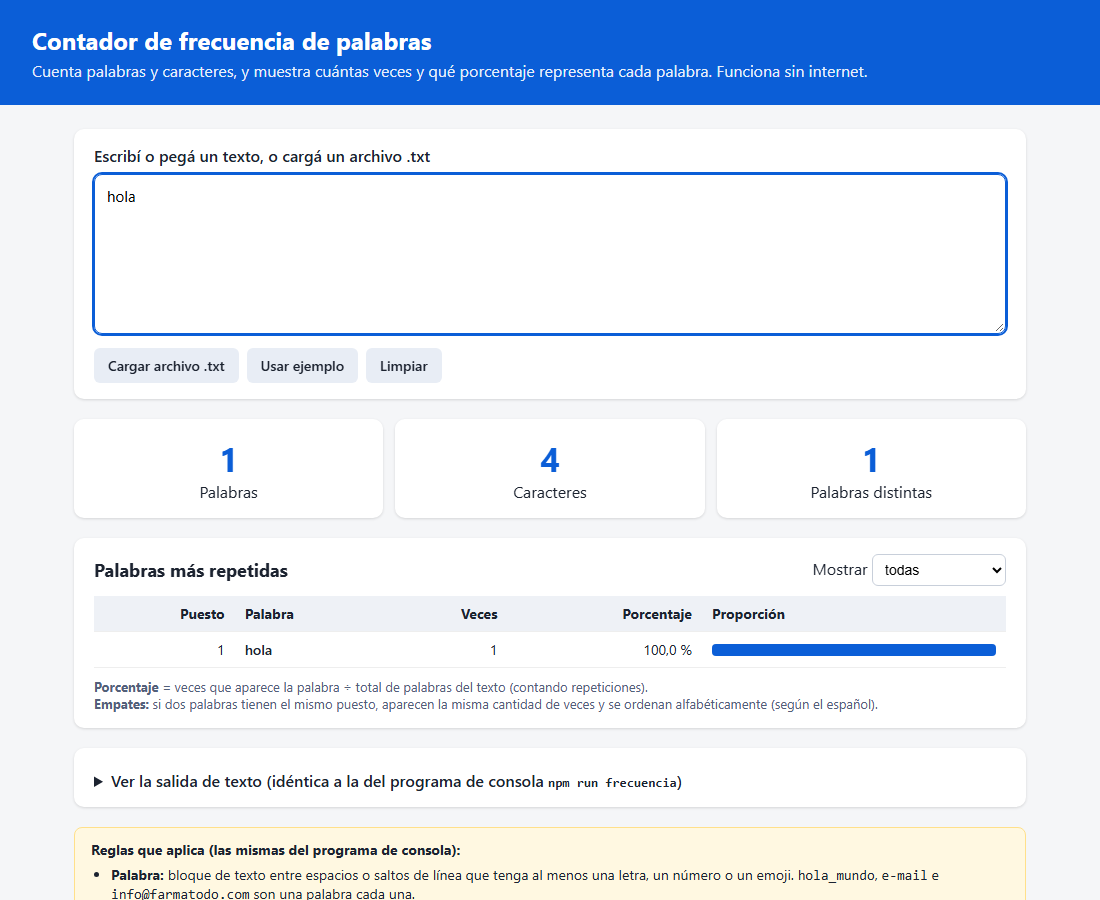 Contador de frecuencia de palabras
Cuenta palabras y caracteres, y muestra cuántas veces y qué porcentaje representa cada palabra. Funciona sin internet.
Escribí o pegá un texto, o cargá un archivo .txt
hola
Cargar archivo .txt Usar ejemplo Limpiar
1 4 1
Palabras Caracteres Palabras distintas
Palabras más repetidas Mostrar todas
Puesto Palabra Veces Porcentaje Proporción
1 hola 1 100,0 %
Porcentaje = veces que aparece la palabra ÷ total de palabras del texto (contando repeticiones).
Empates: si dos palabras tienen el mismo puesto, aparecen la misma cantidad de veces y se ordenan alfabéticamente (según el español).
▶ Ver la salida de texto (idéntica a la del programa de consola npm run frecuencia)
Reglas que aplica (las mismas del programa de consola):
• Palabra: bloque de texto entre espacios o saltos de línea que tenga al menos una letra, un número o un emoji. hola_mundo, e-mail e
info@farmatodo.com son una palabra cada una.